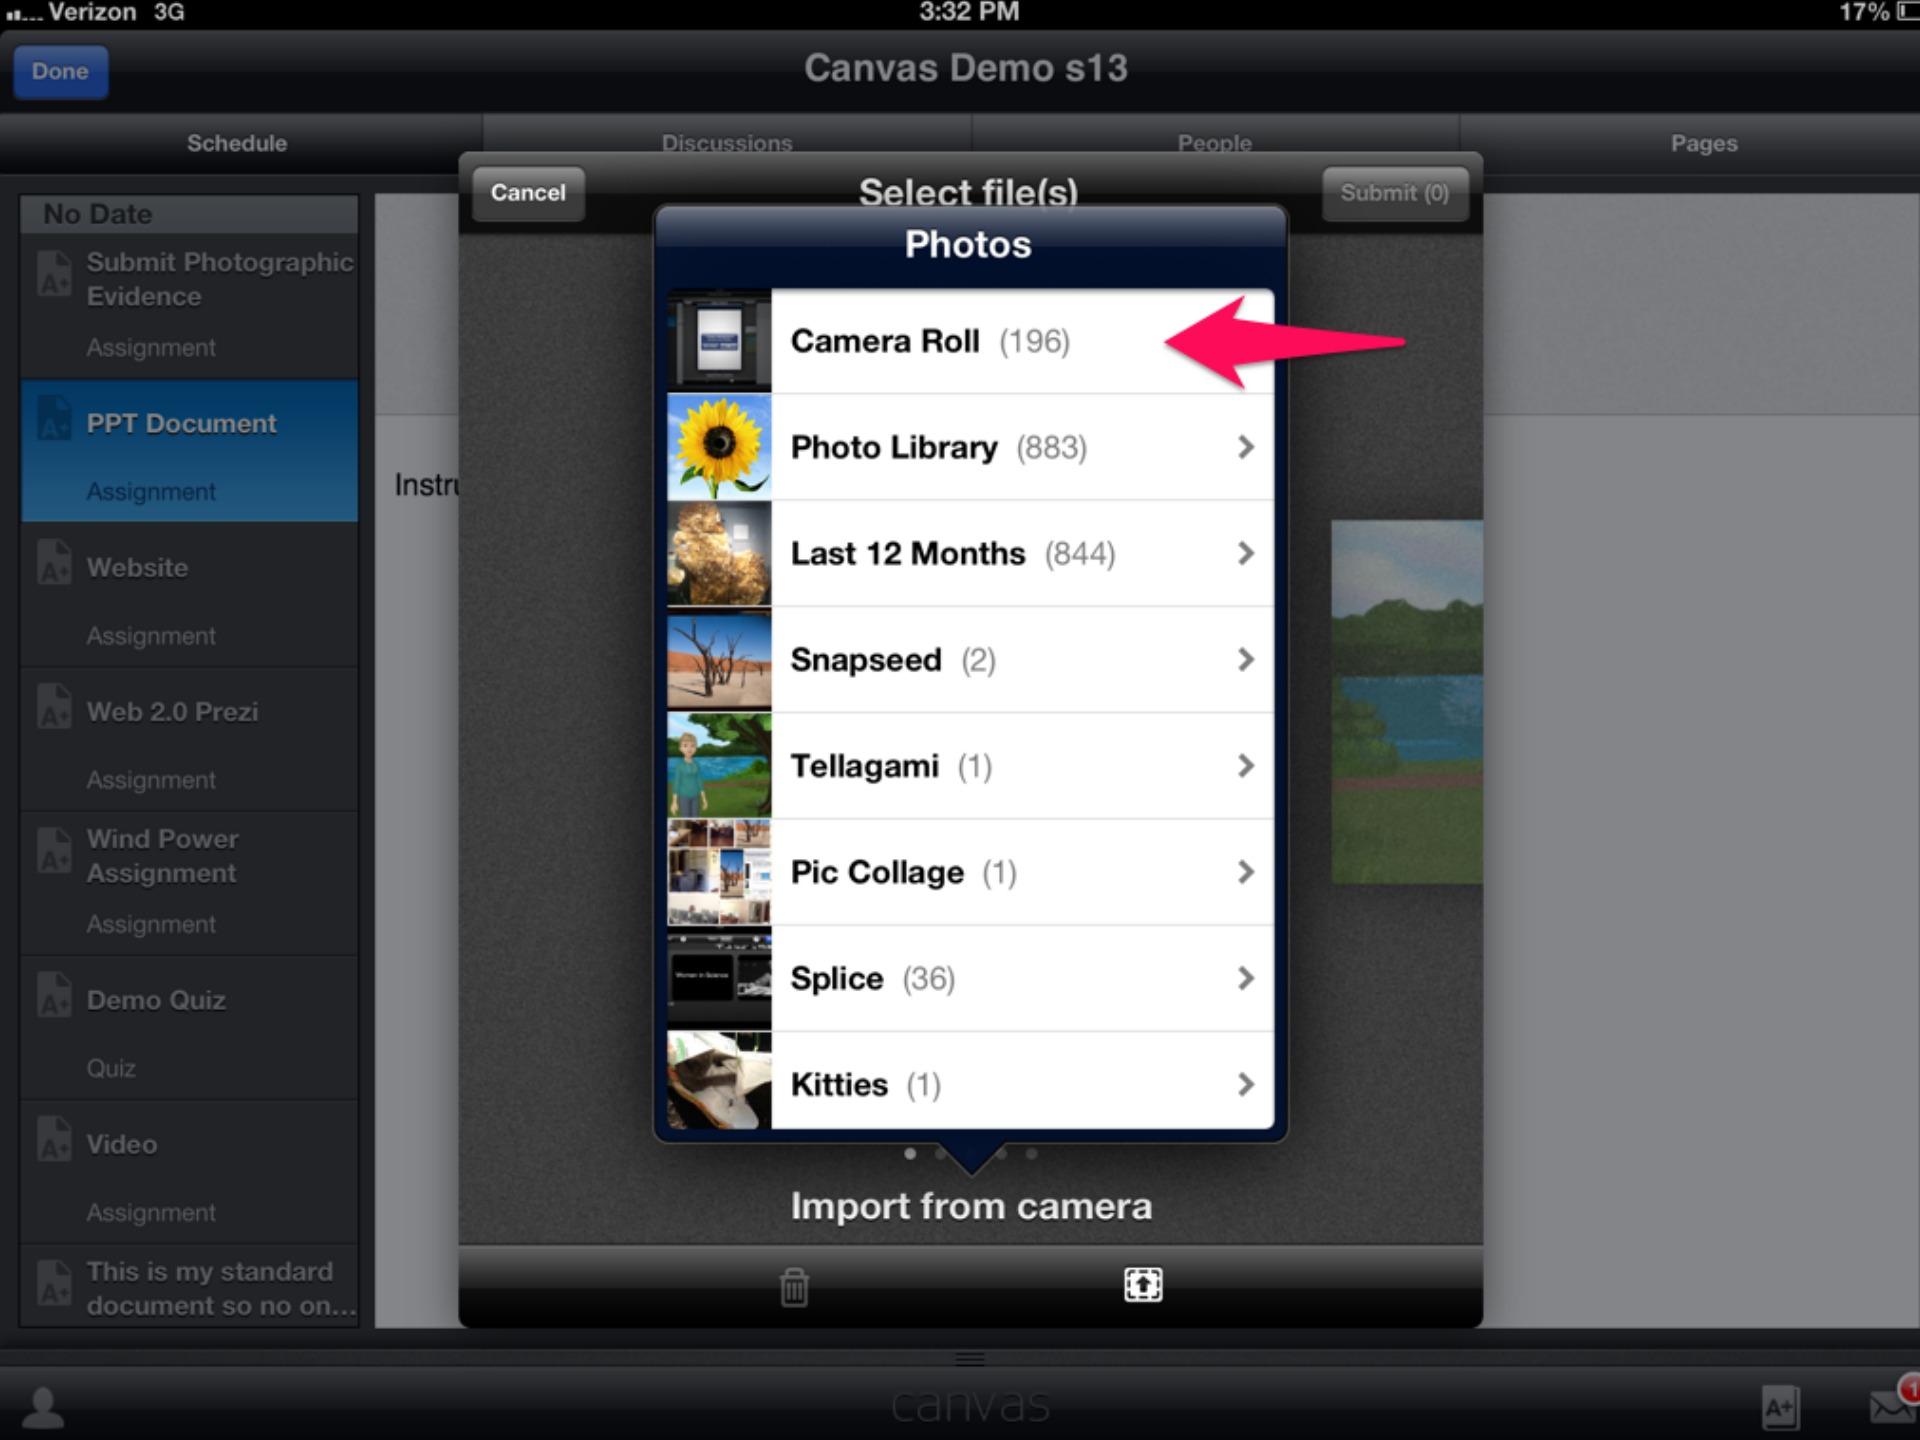 Verizon 3G
3:32 PM
17%
Done
Canvas Demo s13
Schedule
Discussions
People
Pages
No Date
Submit Photographic
Evidence
Assignment
PPT Document
Assignment
Website
Assignment
Web 2.0 Prezi
Assignment
Wind Power
Assignment
Assignment
Demo Quiz
Quiz
Video
Assignment
This is my standard
document so no on...
Instru
Cancel
Select file(s)
Submit (0)
Photos
Camera Roll (196)
Photo Library (883)
Last 12 Months (844)
Snapseed (2)
Tellagami (1)
Pic Collage (1)
Splice (36)
Women in Science
Kitties (1)
Import from camera
canvas
A+
1